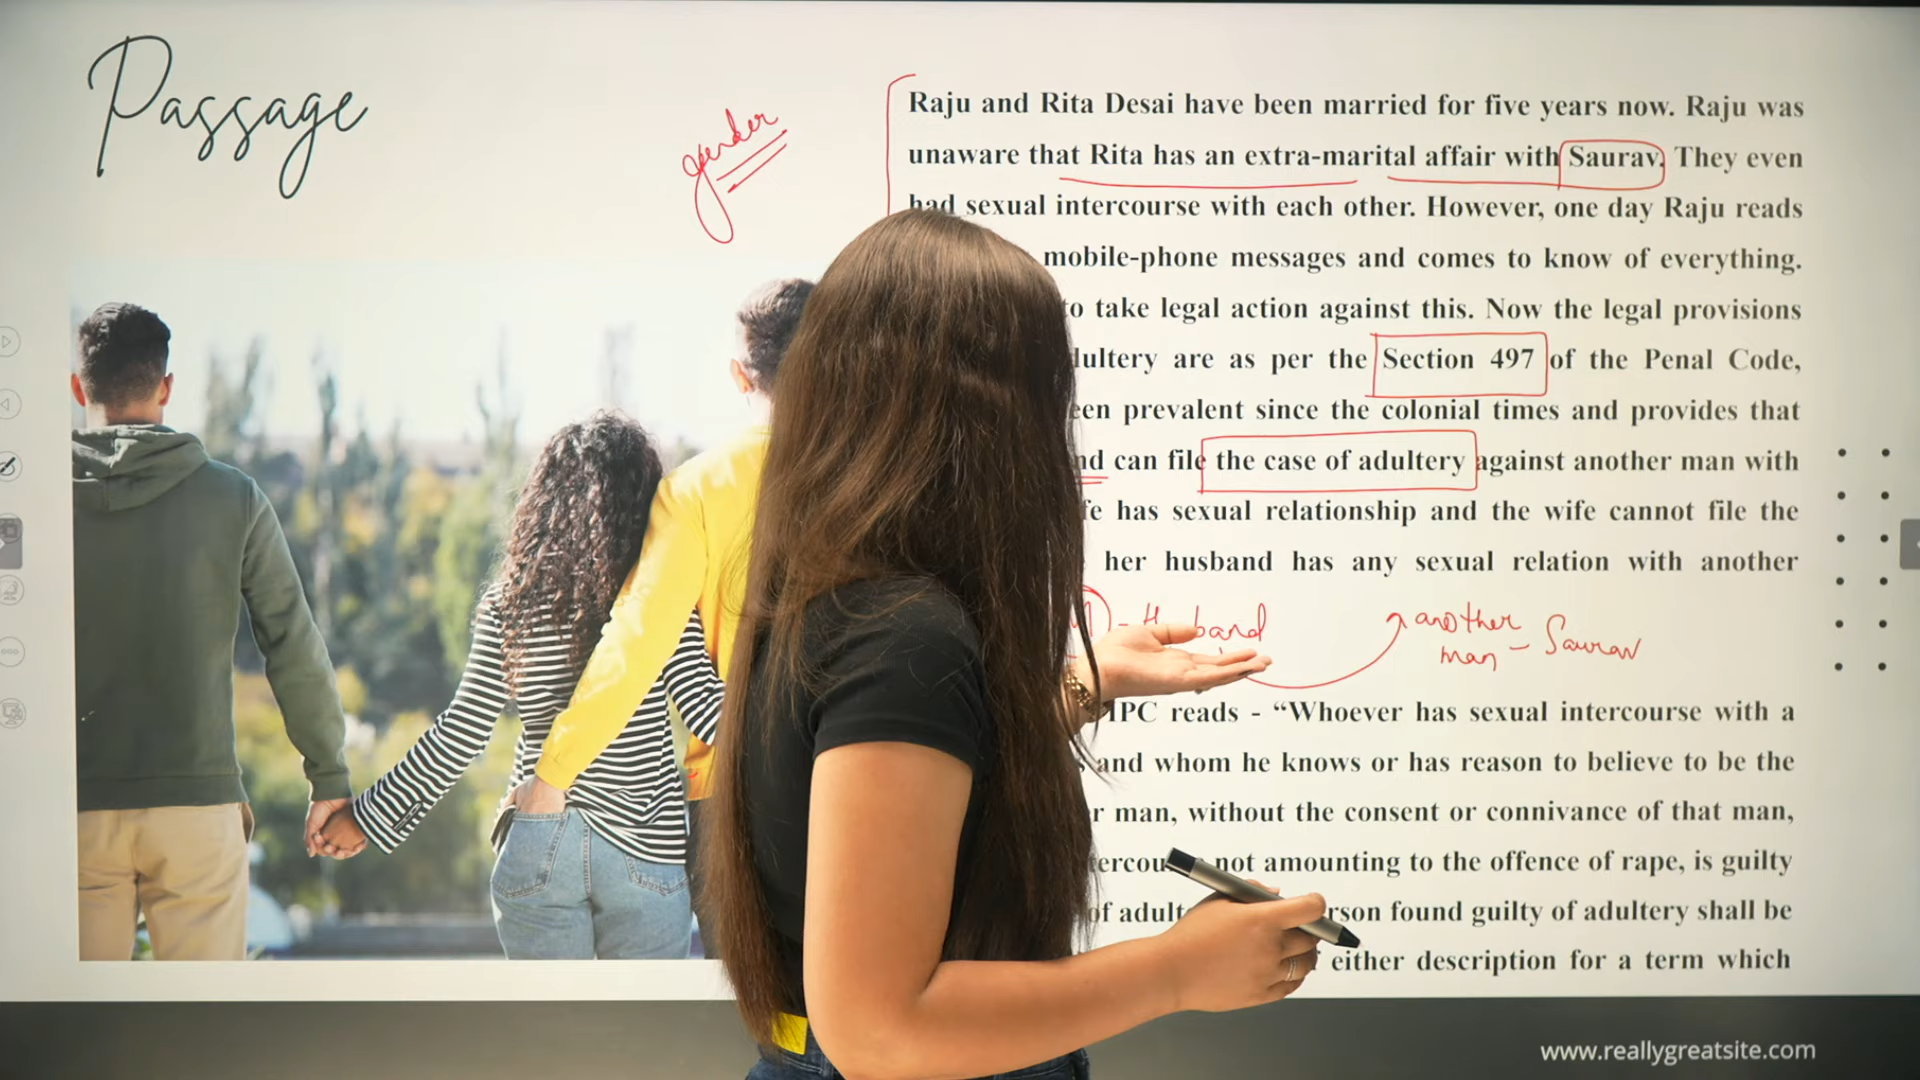 Passage
gender
Raju and Rita Desai have been married for five years now. Raju was
unaware that Rita has an extra-marital affair with Saurav. They even
had sexual intercourse with each other. However, one day Raju reads
mobile-phone messages and comes to know of everything.
to take legal action against this. Now the legal provisions
are as per the Section 497 of the Penal Code,
prevalent since the colonial times and provides that
can file the case of adultery against another man with
has sexual relationship and the wife cannot file the
her husband has any sexual relation with another
another
man - Saurav
IPC reads - “Whoever has sexual intercourse with a
and whom he knows or has reason to believe to be the
man, without the consent or connivance of that man,
not amounting to the offence of rape, is guilty
of found guilty of adultery shall be
either description for a term which
www.reallygreatsite.com